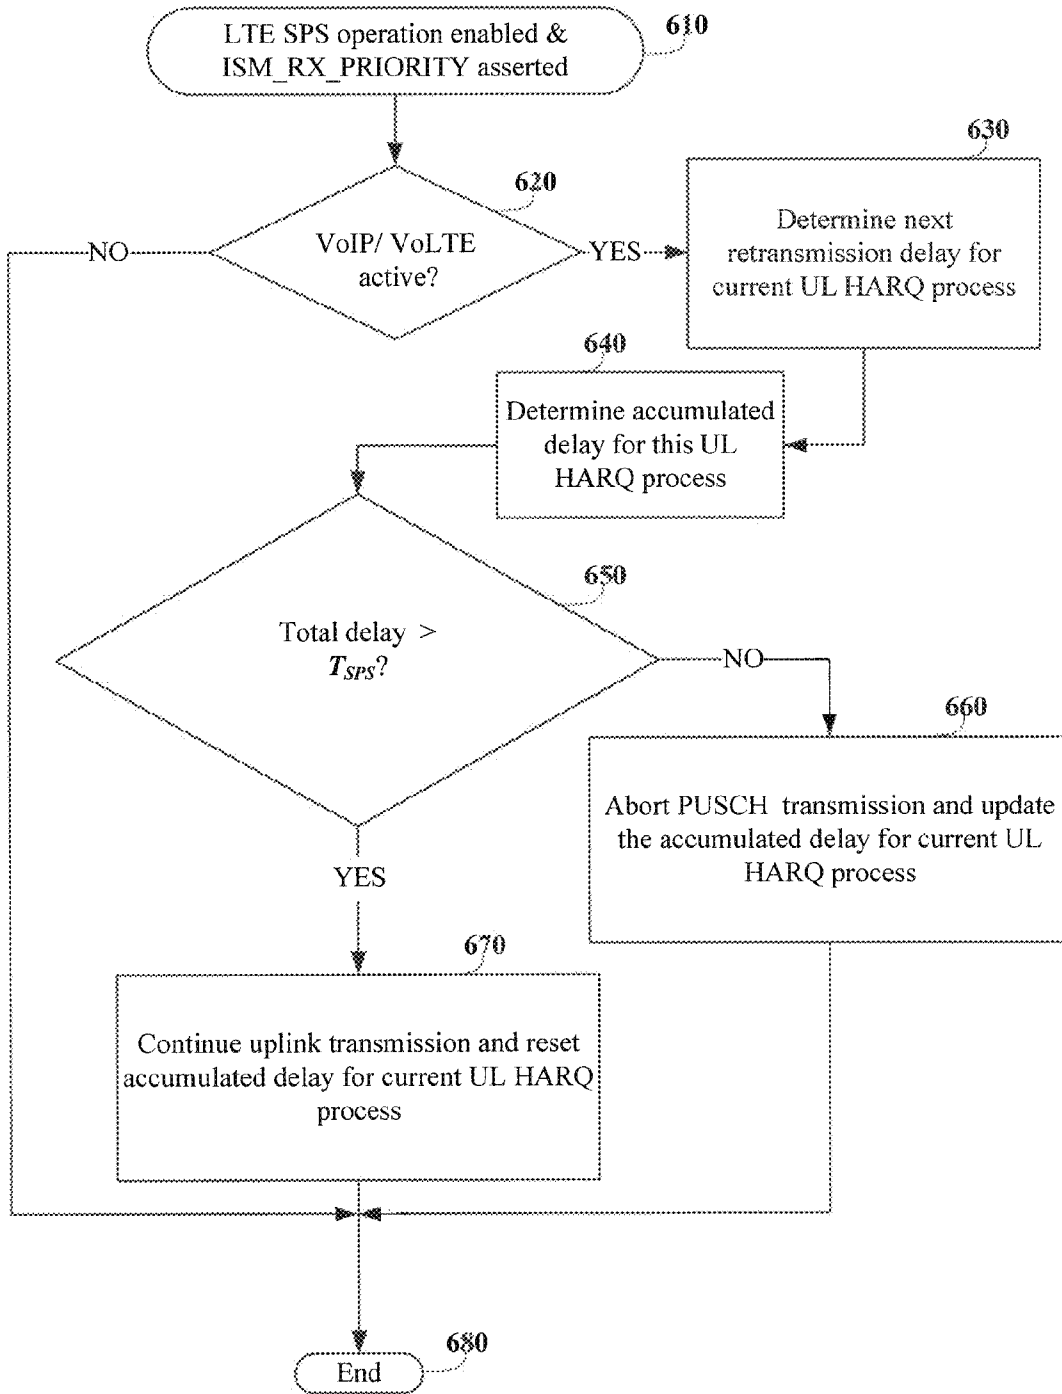 LTE SPS operation enabled &
ISM_RX_PRIORITY asserted
610
620
VoIP/ VoLTE
active?
NO
YES
630
Determine next
retransmission delay for
current UL HARQ process
640
Determine accumulated
delay for this UL
HARQ process
650
Total delay >
TSPS?
NO
660
Abort PUSCH transmission and update
the accumulated delay for current UL
HARQ process
YES
670
Continue uplink transmission and reset
accumulated delay for current UL HARQ
process
680
End